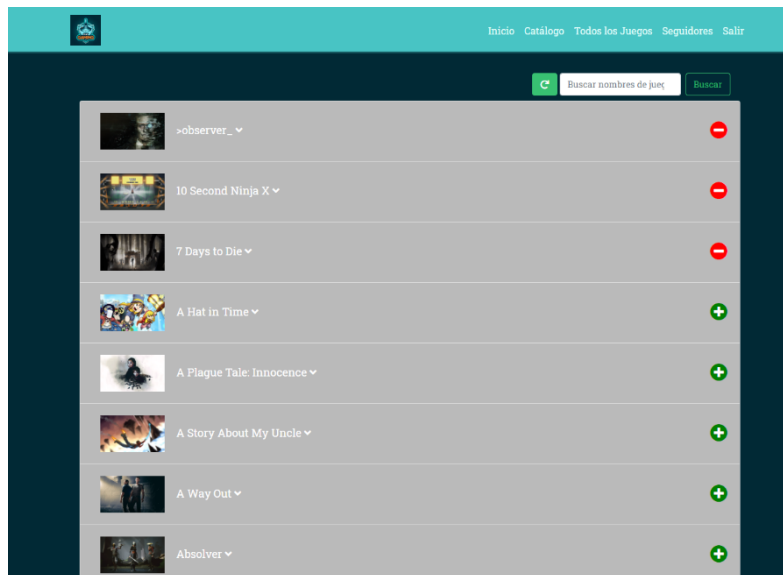 Inicio Catálogo Todos los Juegos Seguidores Salir
Buscar nombres de jueg Buscar
>observer_
10 Second Ninja X
7 Days to Die
A Hat in Time
A Plague Tale: Innocence
A Story About My Uncle
A Way Out
Absolver